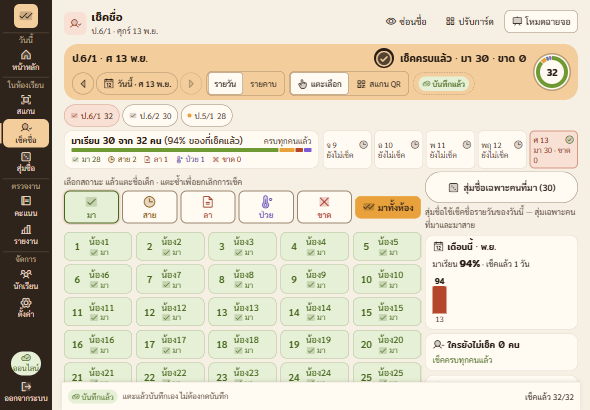 วันนี้
หน้าหลัก
ในห้องเรียน
สแกน
เช็คชื่อ
สุ่มชื่อ
ตรวจงาน
คะแนน
รายงาน
จัดการ
นักเรียน
ตั้งค่า
ออนไลน์
ออกจากระบบ
เช็คชื่อ
ป.6/1 · ศุกร์ 13 พ.ย.
ซ่อนชื่อ
ปรับการ์ด
โหมดฉายจอ
ป.6/1 · ศ 13 พ.ย.
เช็คครบแล้ว · มา 30 · ขาด 0
32
วันนี้ · ศ 13 พ.ย.
รายวัน
รายคาบ
แตะเลือก
สแกน QR
บันทึกแล้ว
ป.6/1 32
ป.6/2 30
ป.5/1 28
มาเรียน 30 จาก 32 คน (94% ของที่เช็คแล้ว)
ครบทุกคนแล้ว
มา 28
สาย 2
ลา 1
ป่วย 1
ขาด 0
จ 9
ยังไม่เช็ค
อ 10
ยังไม่เช็ค
พ 11
ยังไม่เช็ค
พฤ 12
ยังไม่เช็ค
ศ 13
มา 30 · ขาด 0
เลือกสถานะ แล้วแตะชื่อเด็ก · แตะซ้ำเพื่อยกเลิกการเช็ค
มา
สาย
ลา
ป่วย
ขาด
มาทั้งห้อง
1 น้อง1 มา
2 น้อง2 มา
3 น้อง3 มา
4 น้อง4 มา
5 น้อง5 มา
6 น้อง6 มา
7 น้อง7 มา
8 น้อง8 มา
9 น้อง9 มา
10 น้อง10 มา
11 น้อง11 มา
12 น้อง12 มา
13 น้อง13 มา
14 น้อง14 มา
15 น้อง15 มา
16 น้อง16 มา
17 น้อง17 มา
18 น้อง18 มา
19 น้อง19 มา
20 น้อง20 มา
21 น้อง21 มา
22 น้อง22 มา
23 น้อง23 มา
24 น้อง24 มา
25 น้อง25 มา
สุ่มชื่อเฉพาะคนที่มา (30)
สุ่มชื่อใช้เช็คชื่อรายวันของวันนี้ — สุ่มเฉพาะคน
ที่มาและมาสาย
เดือนนี้ · พ.ย.
มาเรียน 94% · เช็คแล้ว 1 วัน
94
13
ใครยังไม่เช็ค 0 คน
เช็คครบทุกคนแล้ว
บันทึกแล้ว
แตะแล้วบันทึกเอง ไม่ต้องกดบันทึก
เช็คแล้ว 32/32